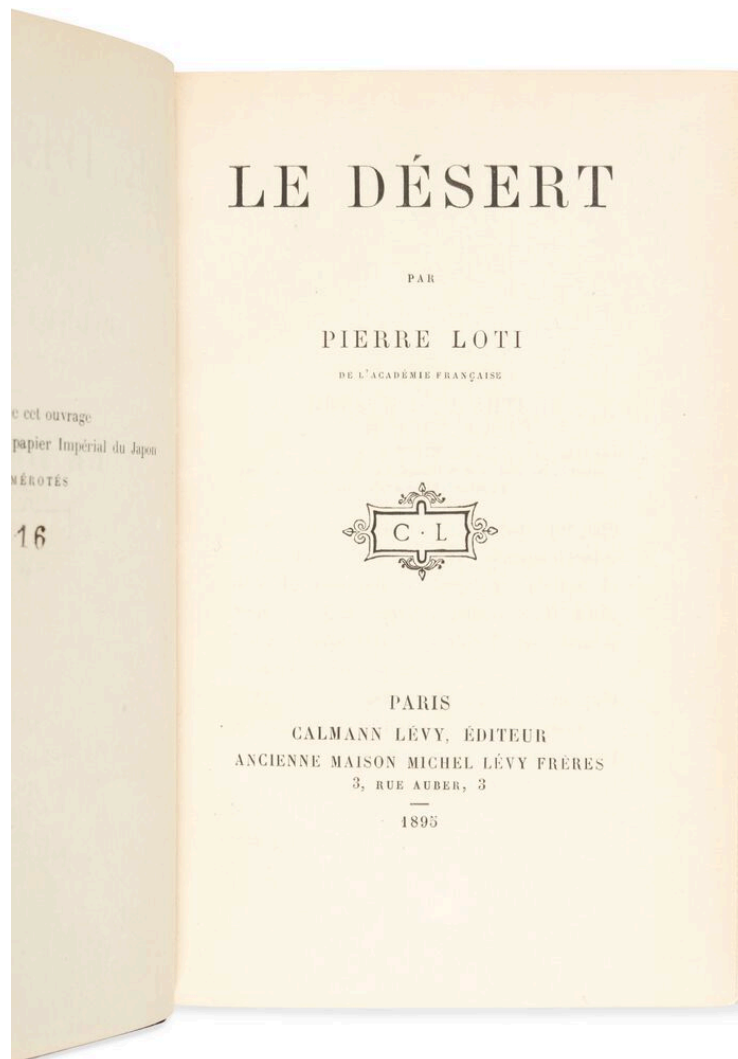 e cet ouvrage
papier Impérial du Japon
MÉROTÉS
16
LE DÉSERT
PAR
PIERRE LOTI
DE L'ACADÉMIE FRANÇAISE
C · L
PARIS
CALMANN LÉVY, ÉDITEUR
ANCIENNE MAISON MICHEL LÉVY FRÈRES
3, RUE AUBER, 3
1895